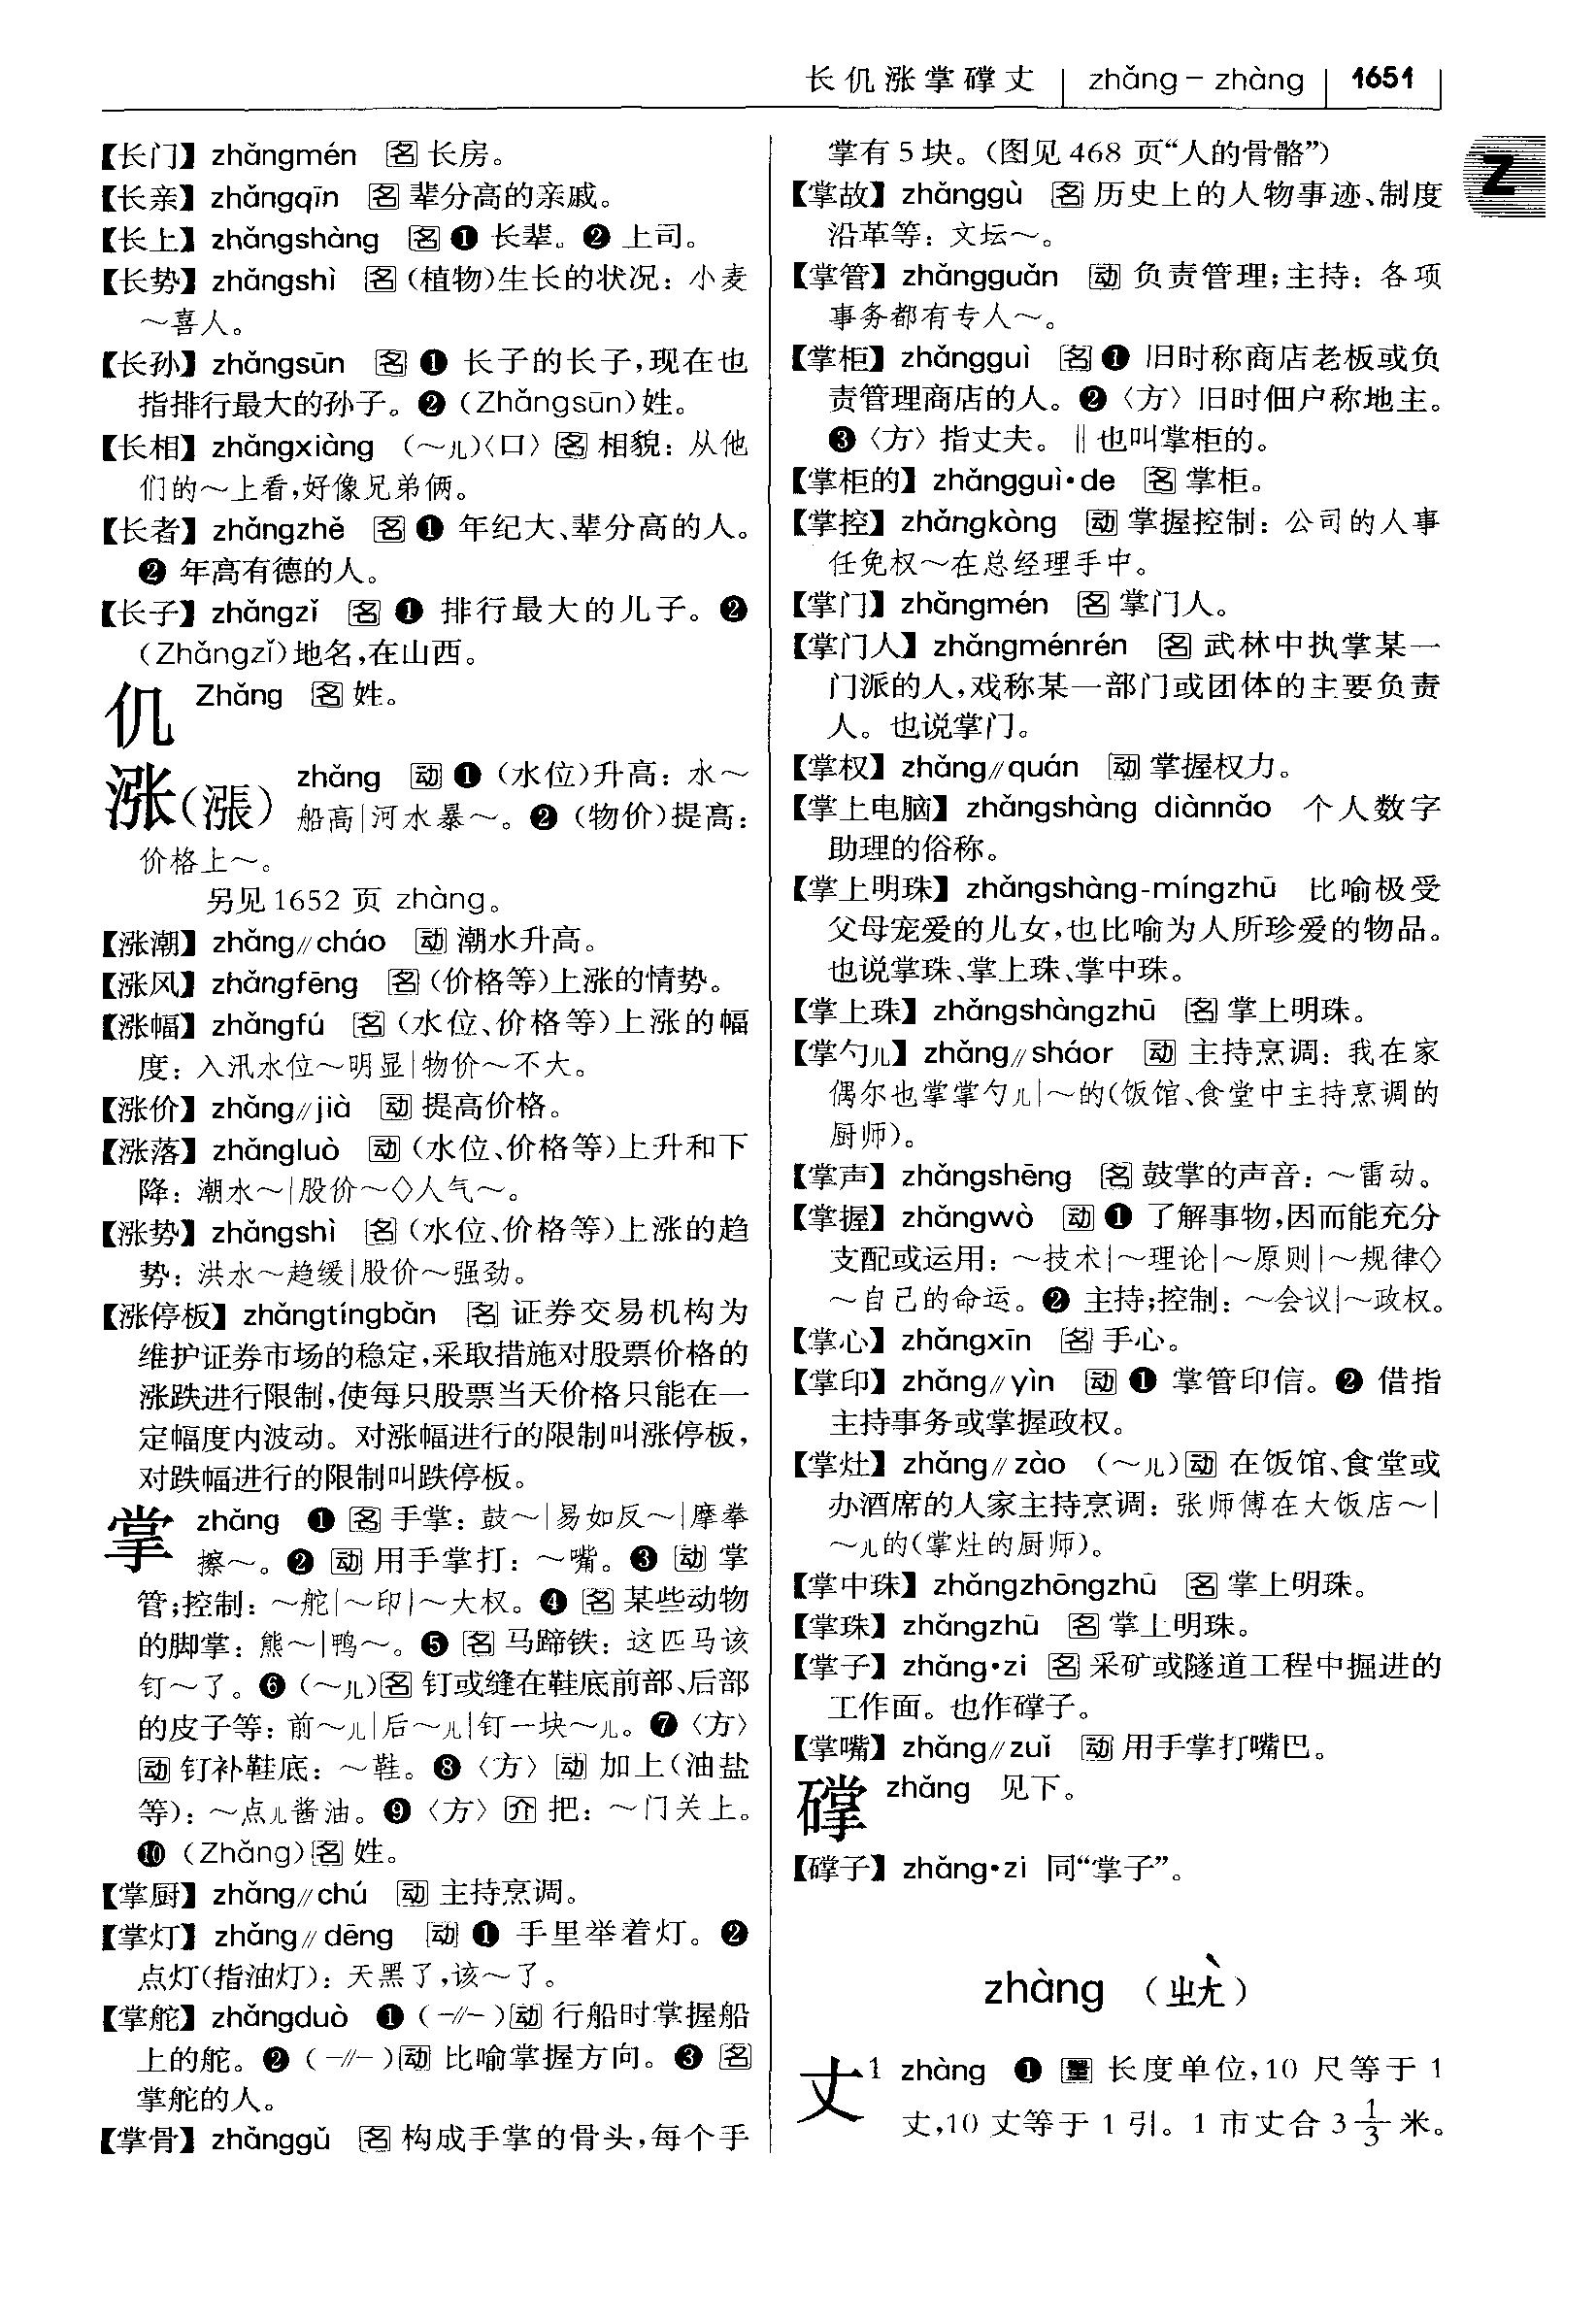 长仉涨掌礃丈 zhǎng－zhàng 1651
Z
【长门】 zhǎngmén 名 长房。
【长亲】 zhǎngqīn 名 辈分高的亲戚。
【长上】 zhǎngshàng 名 ❶ 长辈。❷ 上司。
【长势】 zhǎngshì 名 (植物)生长的状况：小麦
～喜人。
【长孙】 zhǎngsūn 名 ❶ 长子的长子,现在也
指排行最大的孙子。❷ (Zhǎngsūn)姓。
【长相】 zhǎngxiàng （～儿)〈口〉名 相貌：从他
们的～上看,好像兄弟俩。
【长者】 zhǎngzhě 名 ❶ 年纪大、辈分高的人。
❷ 年高有德的人。
【长子】 zhǎngzǐ 名 ❶ 排行最大的儿子。❷
(Zhǎngzǐ)地名,在山西。
仉 Zhǎng 名 姓。
涨(漲) zhǎng 动 ❶ (水位)升高：水～
船高|河水暴～。❷ (物价)提高：
价格上～。
另见 1652 页 zhàng。
【涨潮】 zhǎng//cháo 动 潮水升高。
【涨风】 zhǎngfēng 名 (价格等)上涨的情势。
【涨幅】 zhǎngfú 名 (水位、价格等)上涨的幅
度：入汛水位～明显|物价～不大。
【涨价】 zhǎng//jià 动 提高价格。
【涨落】 zhǎngluò 动 (水位、价格等)上升和下
降：潮水～|股价～◇人气～。
【涨势】 zhǎngshì 名 (水位、价格等)上涨的趋
势：洪水～趋缓|股价～强劲。
【涨停板】 zhǎngtíngbǎn 名 证券交易机构为
维护证券市场的稳定,采取措施对股票价格的
涨跌进行限制,使每只股票当天价格只能在一
定幅度内波动。对涨幅进行的限制叫涨停板,
对跌幅进行的限制叫跌停板。
掌 zhǎng ❶ 名 手掌：鼓～|易如反～|摩拳
擦～。❷ 动 用手掌打：～嘴。❸ 动 掌
管;控制：～舵|～印|～大权。❹ 名 某些动物
的脚掌：熊～|鸭～。❺ 名 马蹄铁：这匹马该
钉～了。❻ (～儿)名 钉或缝在鞋底前部、后部
的皮子等：前～儿|后～儿|钉一块～儿。❼〈方〉
动 钉补鞋底：～鞋。❽〈方〉动 加上(油盐
等)：～点儿酱油。❾〈方〉介 把：～门关上。
❿ (Zhǎng)名 姓。
【掌厨】 zhǎng//chú 动 主持烹调。
【掌灯】 zhǎng//dēng 动 ❶ 手里举着灯。❷
点灯(指油灯)：天黑了,该～了。
【掌舵】 zhǎngduò ❶ (－//－)动 行船时掌握船
上的舵。❷ (－//－)动 比喻掌握方向。❸ 名
掌舵的人。
【掌骨】 zhǎnggǔ 名 构成手掌的骨头,每个手
掌有5块。(图见468页“人的骨骼”)
【掌故】 zhǎnggù 名 历史上的人物事迹、制度
沿革等：文坛～。
【掌管】 zhǎngguǎn 动 负责管理;主持：各项
事务都有专人～。
【掌柜】 zhǎngguì 名 ❶ 旧时称商店老板或负
责管理商店的人。❷〈方〉旧时佃户称地主。
❸〈方〉指丈夫。‖也叫掌柜的。
【掌柜的】 zhǎngguì·de 名 掌柜。
【掌控】 zhǎngkòng 动 掌握控制：公司的人事
任免权～在总经理手中。
【掌门】 zhǎngmén 名 掌门人。
【掌门人】 zhǎngménrén 名 武林中执掌某一
门派的人,戏称某一部门或团体的主要负责
人。也说掌门。
【掌权】 zhǎng//quán 动 掌握权力。
【掌上电脑】 zhǎngshàng diànnǎo 个人数字
助理的俗称。
【掌上明珠】 zhǎngshàng-míngzhū 比喻极受
父母宠爱的儿女,也比喻为人所珍爱的物品。
也说掌珠、掌上珠、掌中珠。
【掌上珠】 zhǎngshàngzhū 名 掌上明珠。
【掌勺儿】 zhǎng//sháor 动 主持烹调：我在家
偶尔也掌掌勺儿|～的(饭馆、食堂中主持烹调的
厨师)。
【掌声】 zhǎngshēng 名 鼓掌的声音：～雷动。
【掌握】 zhǎngwò 动 ❶ 了解事物,因而能充分
支配或运用：～技术|～理论|～原则|～规律◇
～自己的命运。❷ 主持;控制：～会议|～政权。
【掌心】 zhǎngxīn 名 手心。
【掌印】 zhǎng//yìn 动 ❶ 掌管印信。❷ 借指
主持事务或掌握政权。
【掌灶】 zhǎng//zào （～儿)动 在饭馆、食堂或
办酒席的人家主持烹调：张师傅在大饭店～|
～儿的(掌灶的厨师)。
【掌中珠】 zhǎngzhōngzhū 名 掌上明珠。
【掌珠】 zhǎngzhū 名 掌上明珠。
【掌子】 zhǎng·zi 名 采矿或隧道工程中掘进的
工作面。也作礃子。
【掌嘴】 zhǎng//zuǐ 动 用手掌打嘴巴。
礃 zhǎng 见下。
【礃子】 zhǎng·zi 同“掌子”。
zhàng （ㄓㄤˋ）
丈¹ zhàng ❶ 量 长度单位,10 尺等于 1
丈,10 丈等于 1 引。1 市丈合 3 1/3 米。